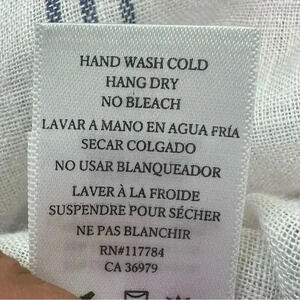 HAND WASH COLD
HANG DRY
NO BLEACH
LAVAR A MANO EN AGUA FRÍA
SECAR COLGADO
NO USAR BLANQUEADOR
LAVER À LA FROIDE
SUSPENDRE POUR SÉCHER
NE PAS BLANCHIR
RN#117784
CA 36979